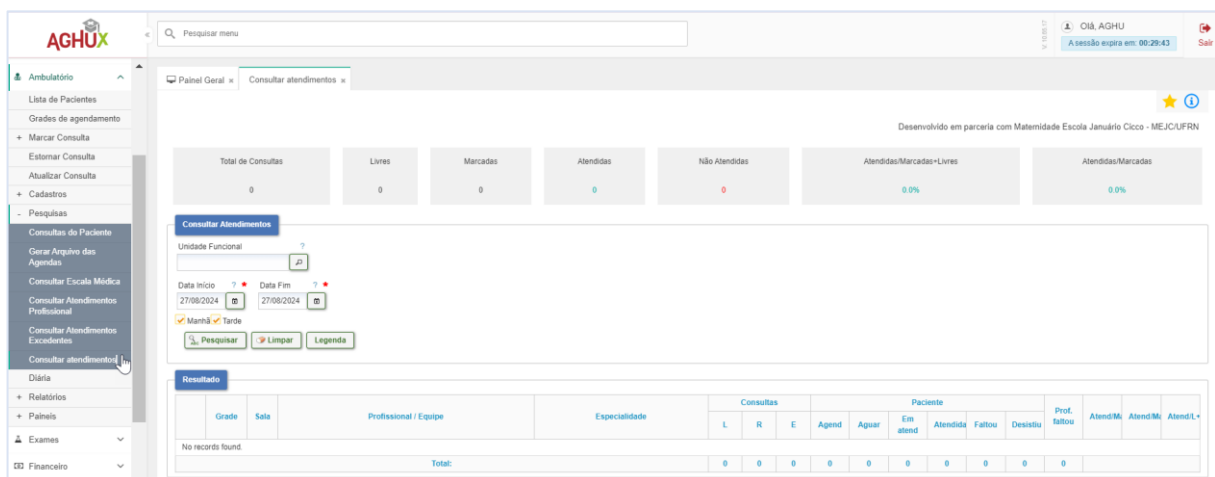 AGHUX
«
Pesquisar menu
Olá, AGHU
A sessão expira em: 00:29:43
Sair
Ambulatório
Lista de Pacientes
Grades de agendamento
+ Marcar Consulta
Estornar Consulta
Atualizar Consulta
+ Cadastros
- Pesquisas
Consultas do Paciente
Gerar Arquivo das
Agendas
Consultar Escala Médica
Consultar Atendimentos
Profissional
Consultar Atendimentos
Excedentes
Consultar atendimentos
Diária
+ Relatórios
+ Paineis
Exames
Financeiro
Painel Geral × Consultar atendimentos ×
Desenvolvido em parceria com Maternidade Escola Januário Cicco - MEJC/UFRN
Total de Consultas Livres Marcadas Atendidas Não Atendidas Atendidas/Marcadas+Livres Atendidas/Marcadas
0 0 0 0 0 0.0% 0.0%
Consultar Atendimentos
Unidade Funcional ?
Data Início ? * Data Fim ? *
27/08/2024 27/08/2024
Manhã Tarde
Pesquisar Limpar Legenda
Resultado
Consultas Paciente
Grade Sala Profissional / Equipe Especialidade L R E Agend Aguar Em atend Atendida Faltou Desistiu Prof. faltou Atend/Ma Atend/Ma Atend/L+
No records found.
Total: 0 0 0 0 0 0 0 0 0 0